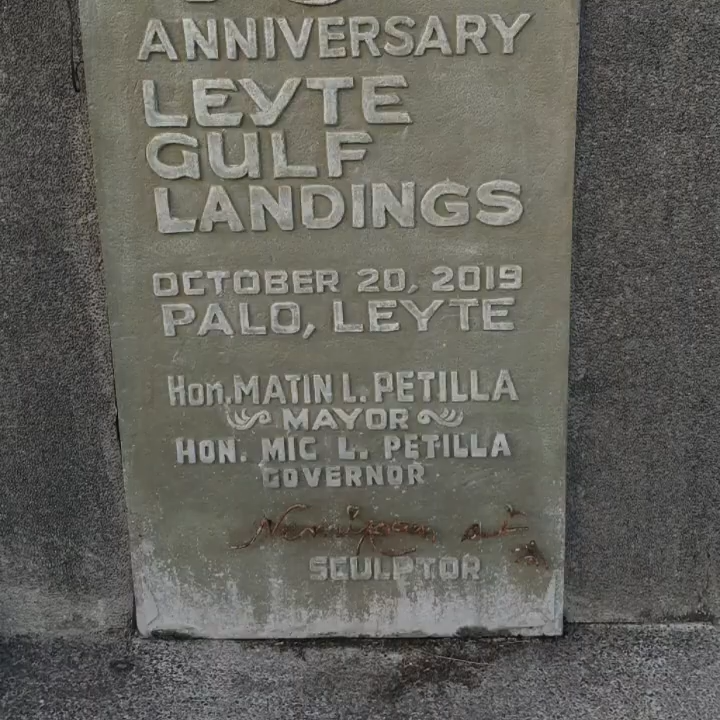 ANNIVERSARY
LEYTE
GULF
LANDINGS
OCTOBER 20, 2019
PALO, LEYTE
Hon. MATIN L. PETILLA
MAYOR
HON. MIC L. PETILLA
GOVERNOR
SCULPTOR